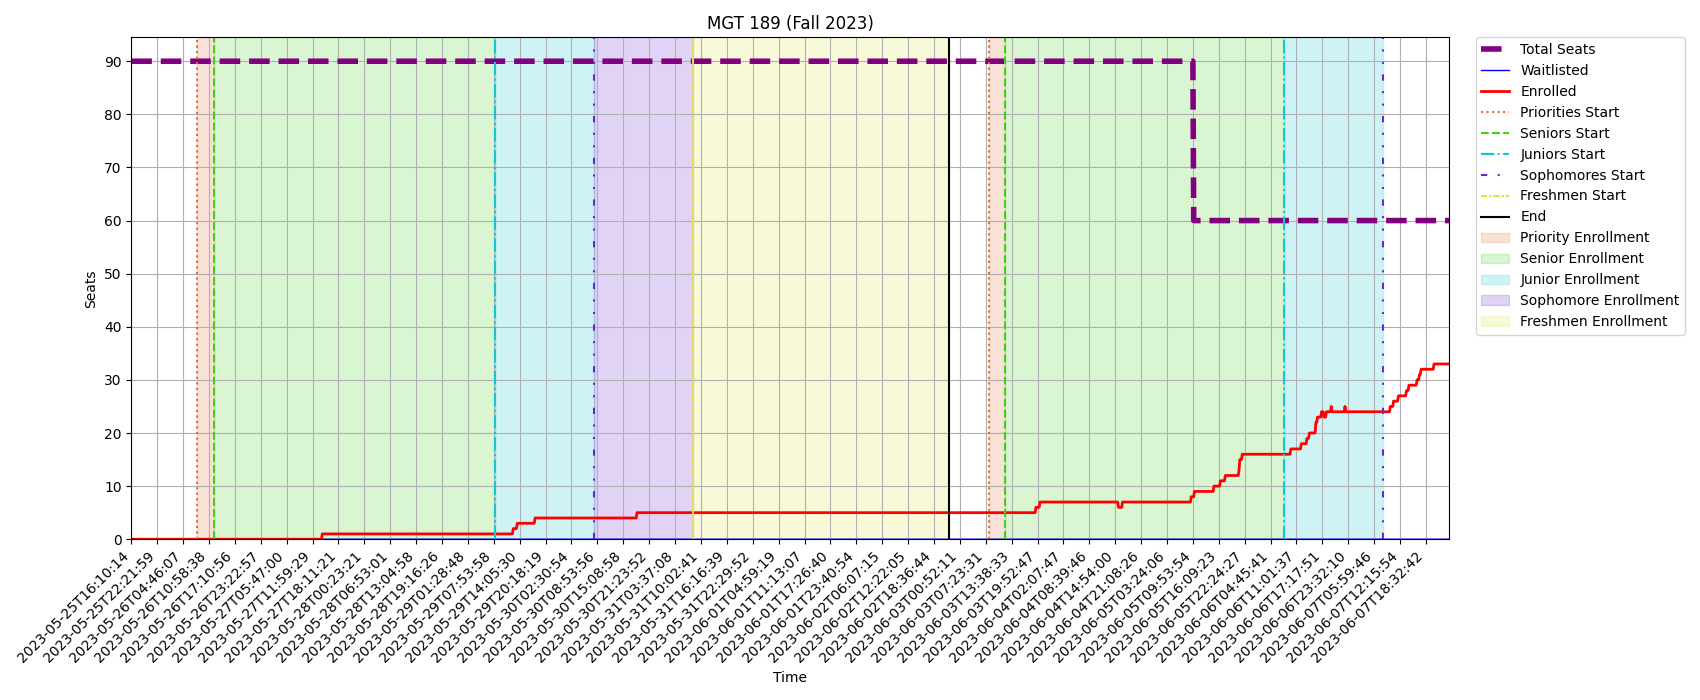 MGT 189 (Fall 2023)
Seats
90
80
70
60
50
40
30
20
10
0
2023-05-25T16:10:14
2023-05-25T22:21:59
2023-05-26T04:46:07
2023-05-26T10:58:38
2023-05-26T17:10:56
2023-05-26T23:22:57
2023-05-27T05:47:00
2023-05-27T11:59:29
2023-05-27T18:11:21
2023-05-28T00:23:21
2023-05-28T06:53:01
2023-05-28T13:04:58
2023-05-28T19:16:26
2023-05-29T01:28:48
2023-05-29T07:53:58
2023-05-29T14:05:30
2023-05-29T20:18:19
2023-05-30T02:30:54
2023-05-30T08:53:56
2023-05-30T15:08:58
2023-05-30T21:23:52
2023-05-31T03:37:08
2023-05-31T10:02:41
2023-05-31T16:16:39
2023-05-31T22:29:52
2023-06-01T04:59:19
2023-06-01T11:13:07
2023-06-01T17:26:40
2023-06-01T23:40:54
2023-06-02T06:07:15
2023-06-02T12:22:05
2023-06-02T18:36:44
2023-06-03T00:52:11
2023-06-03T07:23:31
2023-06-03T13:38:33
2023-06-03T19:52:47
2023-06-04T02:07:47
2023-06-04T08:39:46
2023-06-04T14:54:00
2023-06-04T21:08:26
2023-06-05T03:24:06
2023-06-05T09:53:54
2023-06-05T16:09:23
2023-06-05T22:24:27
2023-06-06T04:45:41
2023-06-06T11:01:37
2023-06-06T17:17:51
2023-06-06T23:32:10
2023-06-07T05:59:46
2023-06-07T12:15:54
2023-06-07T18:32:42
Time
Total Seats
Waitlisted
Enrolled
Priorities Start
Seniors Start
Juniors Start
Sophomores Start
Freshmen Start
End
Priority Enrollment
Senior Enrollment
Junior Enrollment
Sophomore Enrollment
Freshmen Enrollment